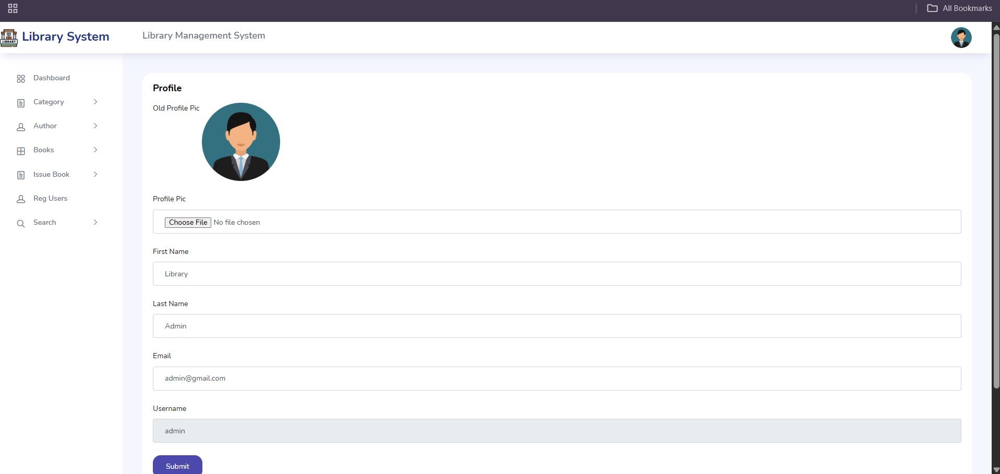 All Bookmarks
LIBRARY
Library System
Library Management System
Dashboard
Category
Author
Books
Issue Book
Reg Users
Search
Profile
Old Profile Pic
Profile Pic
Choose File No file chosen
First Name
Library
Last Name
Admin
Email
admin@gmail.com
Username
admin
Submit